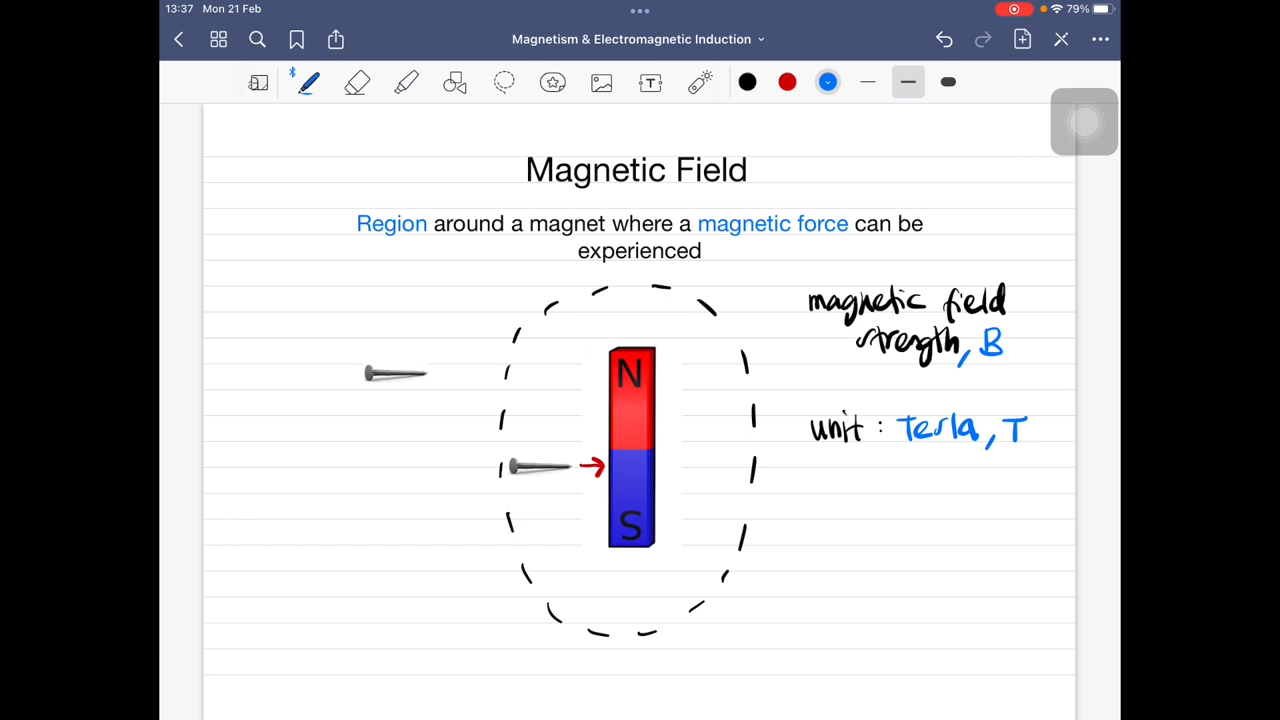 13:37 Mon 21 Feb
79%
Magnetism & Electromagnetic Induction
T
Magnetic Field
Region around a magnet where a magnetic force can be
experienced
magnetic field
strength, B
N
unit : Tesla, T
S